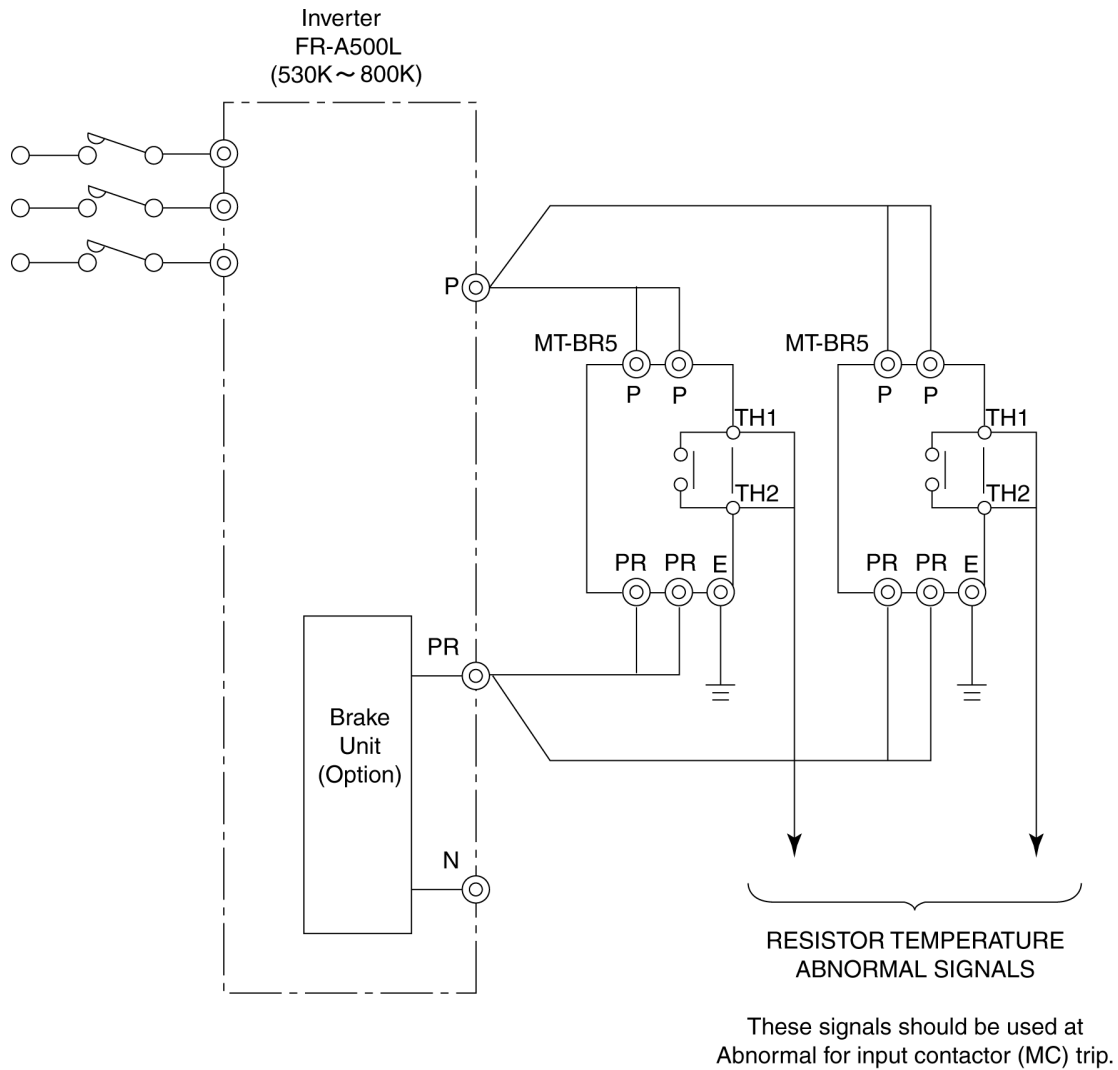 Inverter
FR-A500L
(530K～800K)
P
MT-BR5
MT-BR5
P
P
P
P
TH1
TH1
TH2
TH2
PR
PR
E
PR
PR
E
PR
Brake
Unit
(Option)
N
RESISTOR TEMPERATURE
ABNORMAL SIGNALS
These signals should be used at
Abnormal for input contactor (MC) trip.